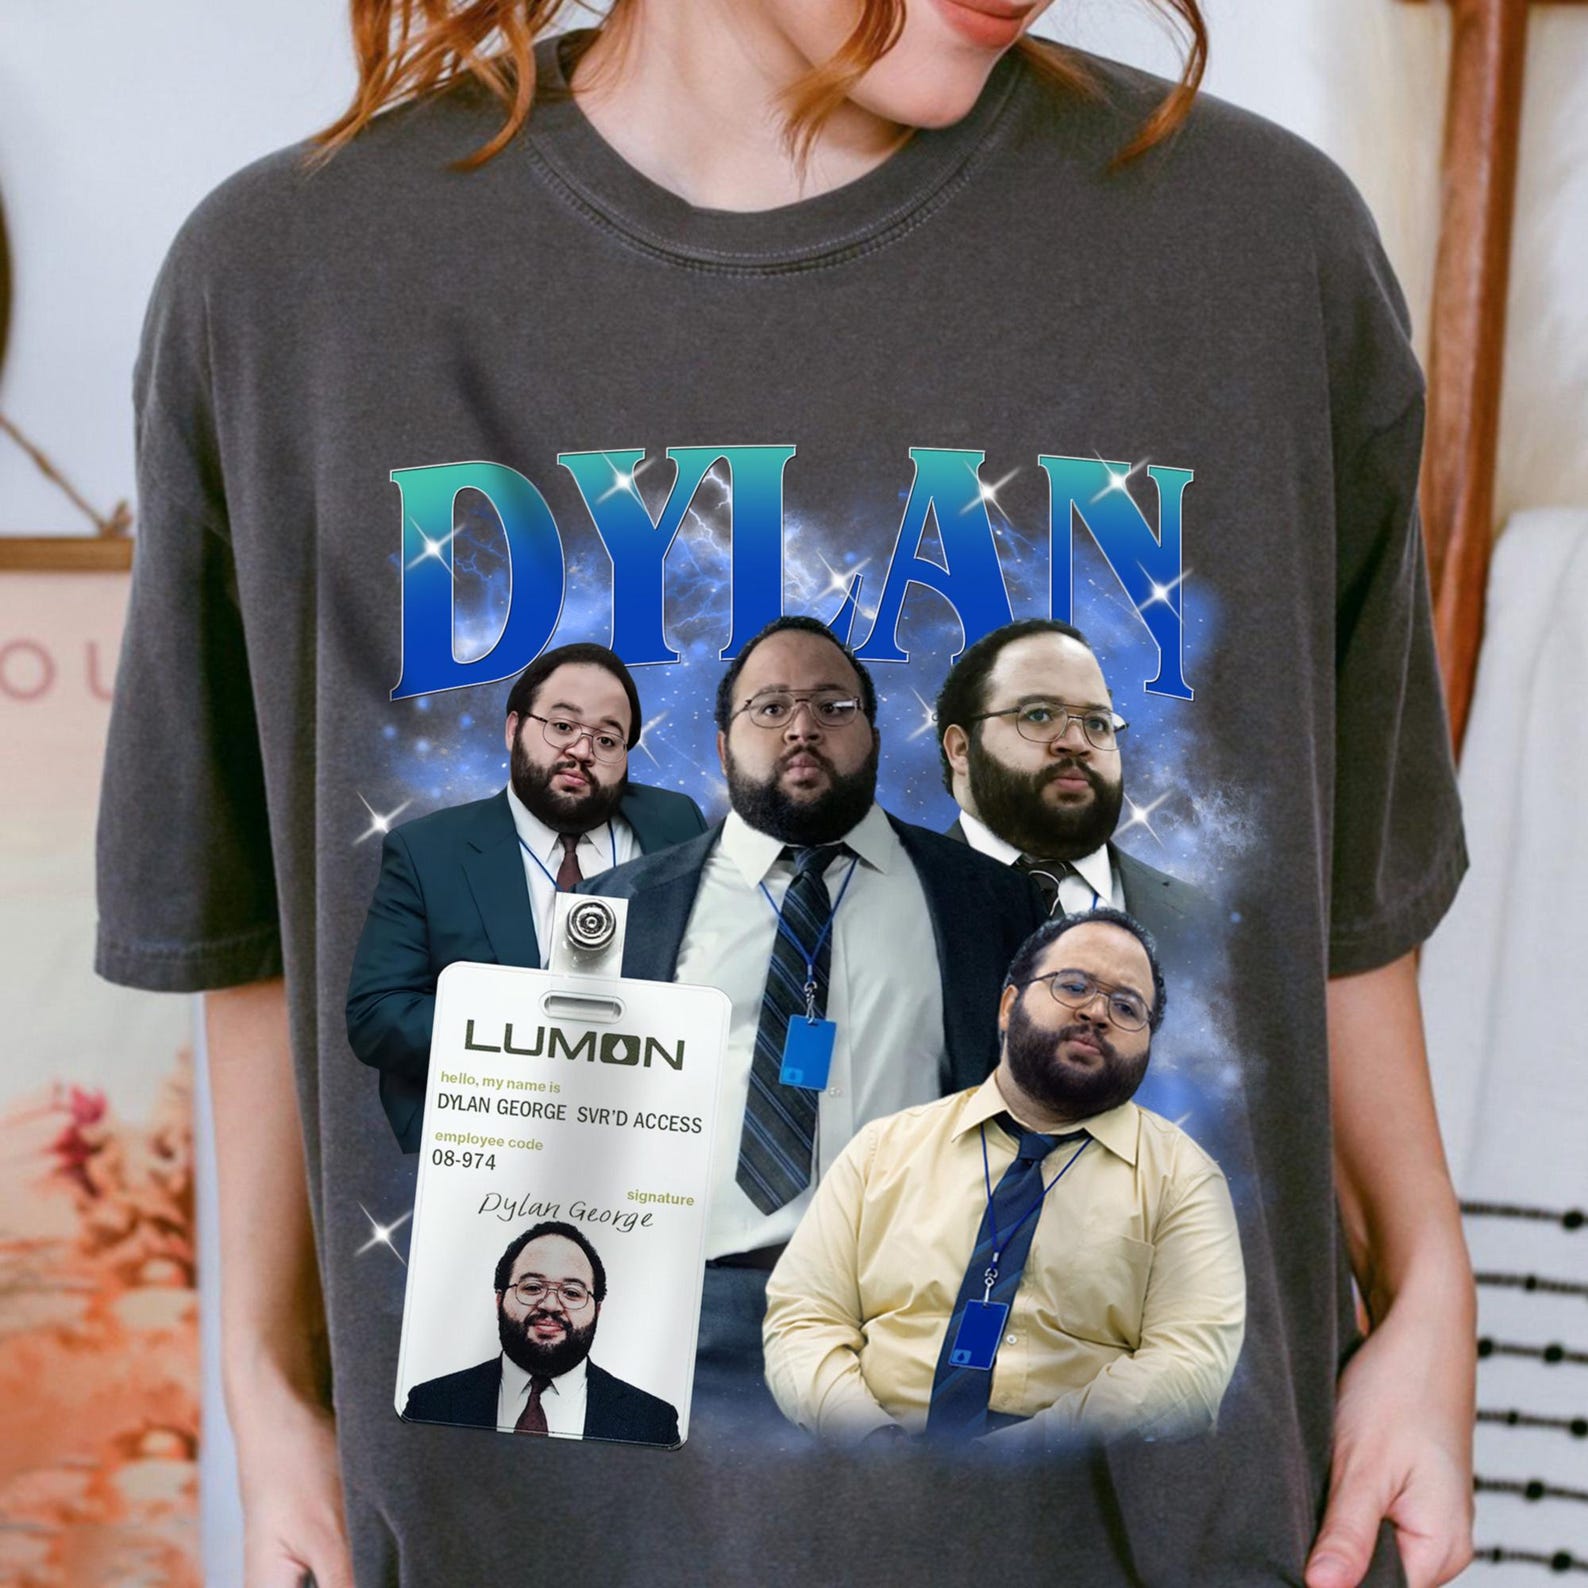 DYLAN
LUMON
hello, my name is
DYLAN GEORGE SVR'D ACCESS
employee code
08-974
signature
Dylan George
OU